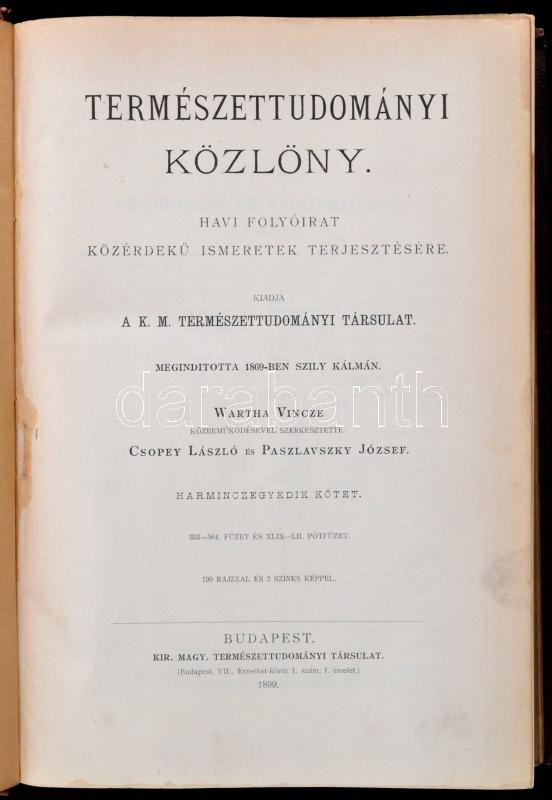 TERMÉSZETTUDOMÁNYI
KÖZLÖNY.
HAVI FOLYÓIRAT
KÖZÉRDEKŰ ISMERETEK TERJESZTÉSÉRE.
KIADJA
A K. M. TERMÉSZETTUDOMÁNYI TÁRSULAT.
MEGINDITOTTA 1869-BEN SZILY KÁLMÁN.
darabanth
WARTHA VINCZE
KÖZREMŰKÖDÉSÉVEL SZERKESZTETTÉK
CSOPEY LÁSZLÓ ÉS PASZLAVSZKY JÓZSEF.
HARMINCZEGYEDIK KÖTET.
353—364. FÜZET ÉS XLIX—LII. PÓTFÜZET.
199 RAJZZAL ÉS 2 SZÍNES KÉPPEL.
BUDAPEST.
KIR. MAGY. TERMÉSZETTUDOMÁNYI TÁRSULAT.
(Budapest, VII., Erzsébet-körút 1. szám, I. emelet.)
1899.